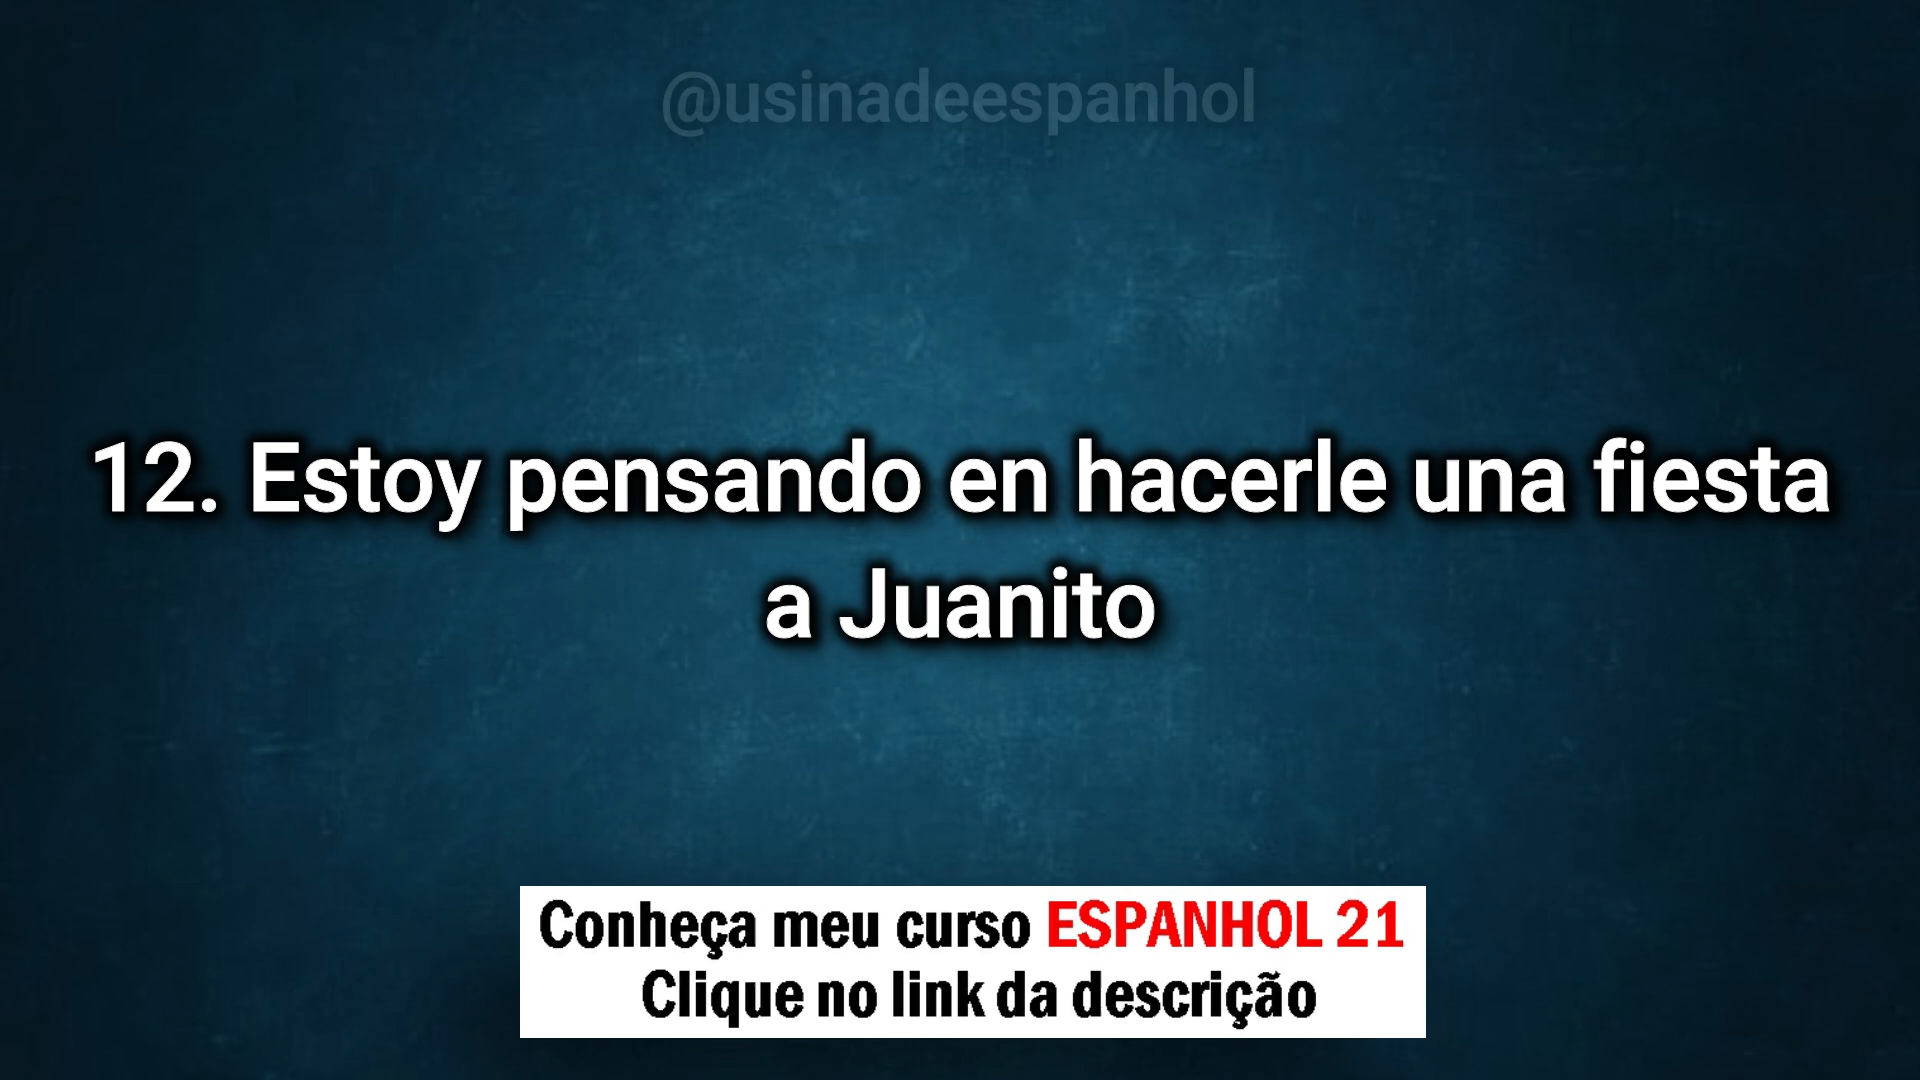 @usinadeespanhol
12. Estoy pensando en hacerle una fiesta
a Juanito
Conheça meu curso ESPANHOL 21
Clique no link da descrição